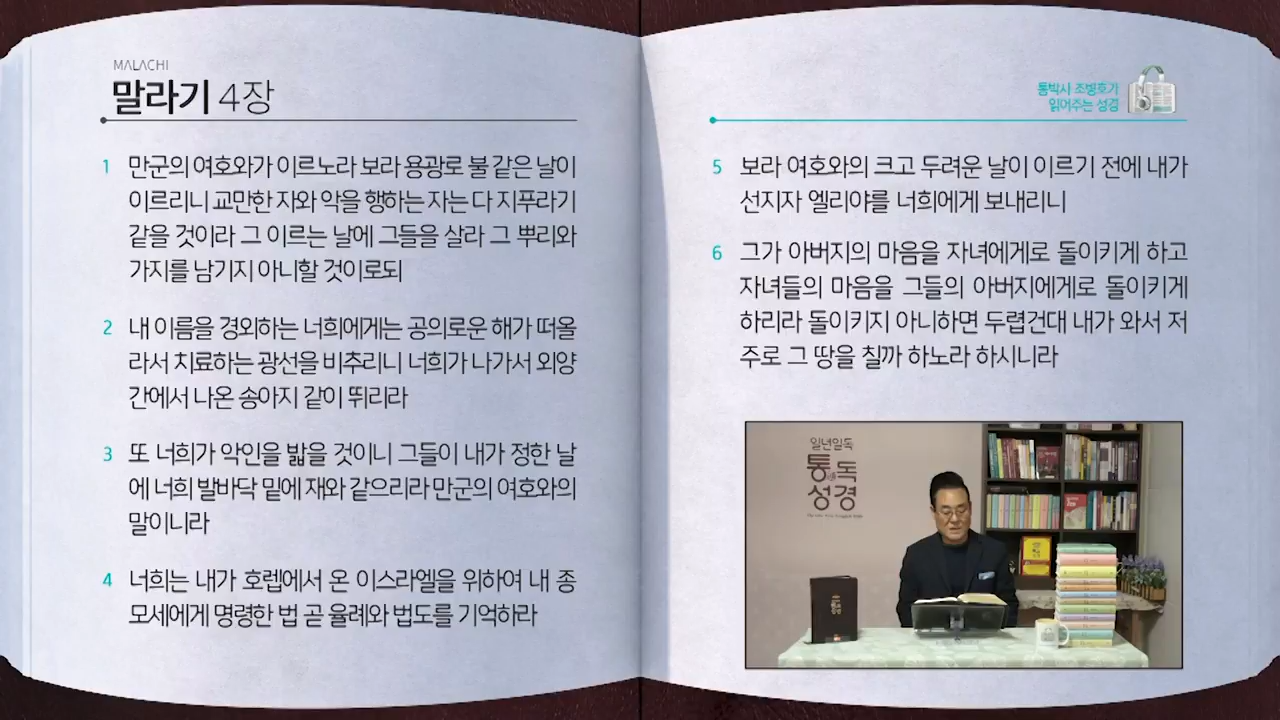 MALACHI
말라기 4장
1 만군의 여호와가 이르노라 보라 용광로 불 같은 날이
이르리니 교만한 자와 악을 행하는 자는 다 지푸라기
같을 것이라 그 이르는 날에 그들을 살라 그 뿌리와
가지를 남기지 아니할 것이로되
2 내 이름을 경외하는 너희에게는 공의로운 해가 떠올
라서 치료하는 광선을 비추리니 너희가 나가서 외양
간에서 나온 송아지 같이 뛰리라
3 또 너희가 악인을 밟을 것이니 그들이 내가 정한 날
에 너희 발바닥 밑에 재와 같으리라 만군의 여호와의
말이니라
4 너희는 내가 호렙에서 온 이스라엘을 위하여 내 종
모세에게 명령한 법 곧 율례와 법도를 기억하라
통박사 조병호가
읽어주는 성경
5 보라 여호와의 크고 두려운 날이 이르기 전에 내가
선지자 엘리야를 너희에게 보내리니
6 그가 아버지의 마음을 자녀에게로 돌이키게 하고
자녀들의 마음을 그들의 아버지에게로 돌이키게
하리라 돌이키지 아니하면 두렵건대 내가 와서 저
주로 그 땅을 칠까 하노라 하시니라
일년일독
통독
성경